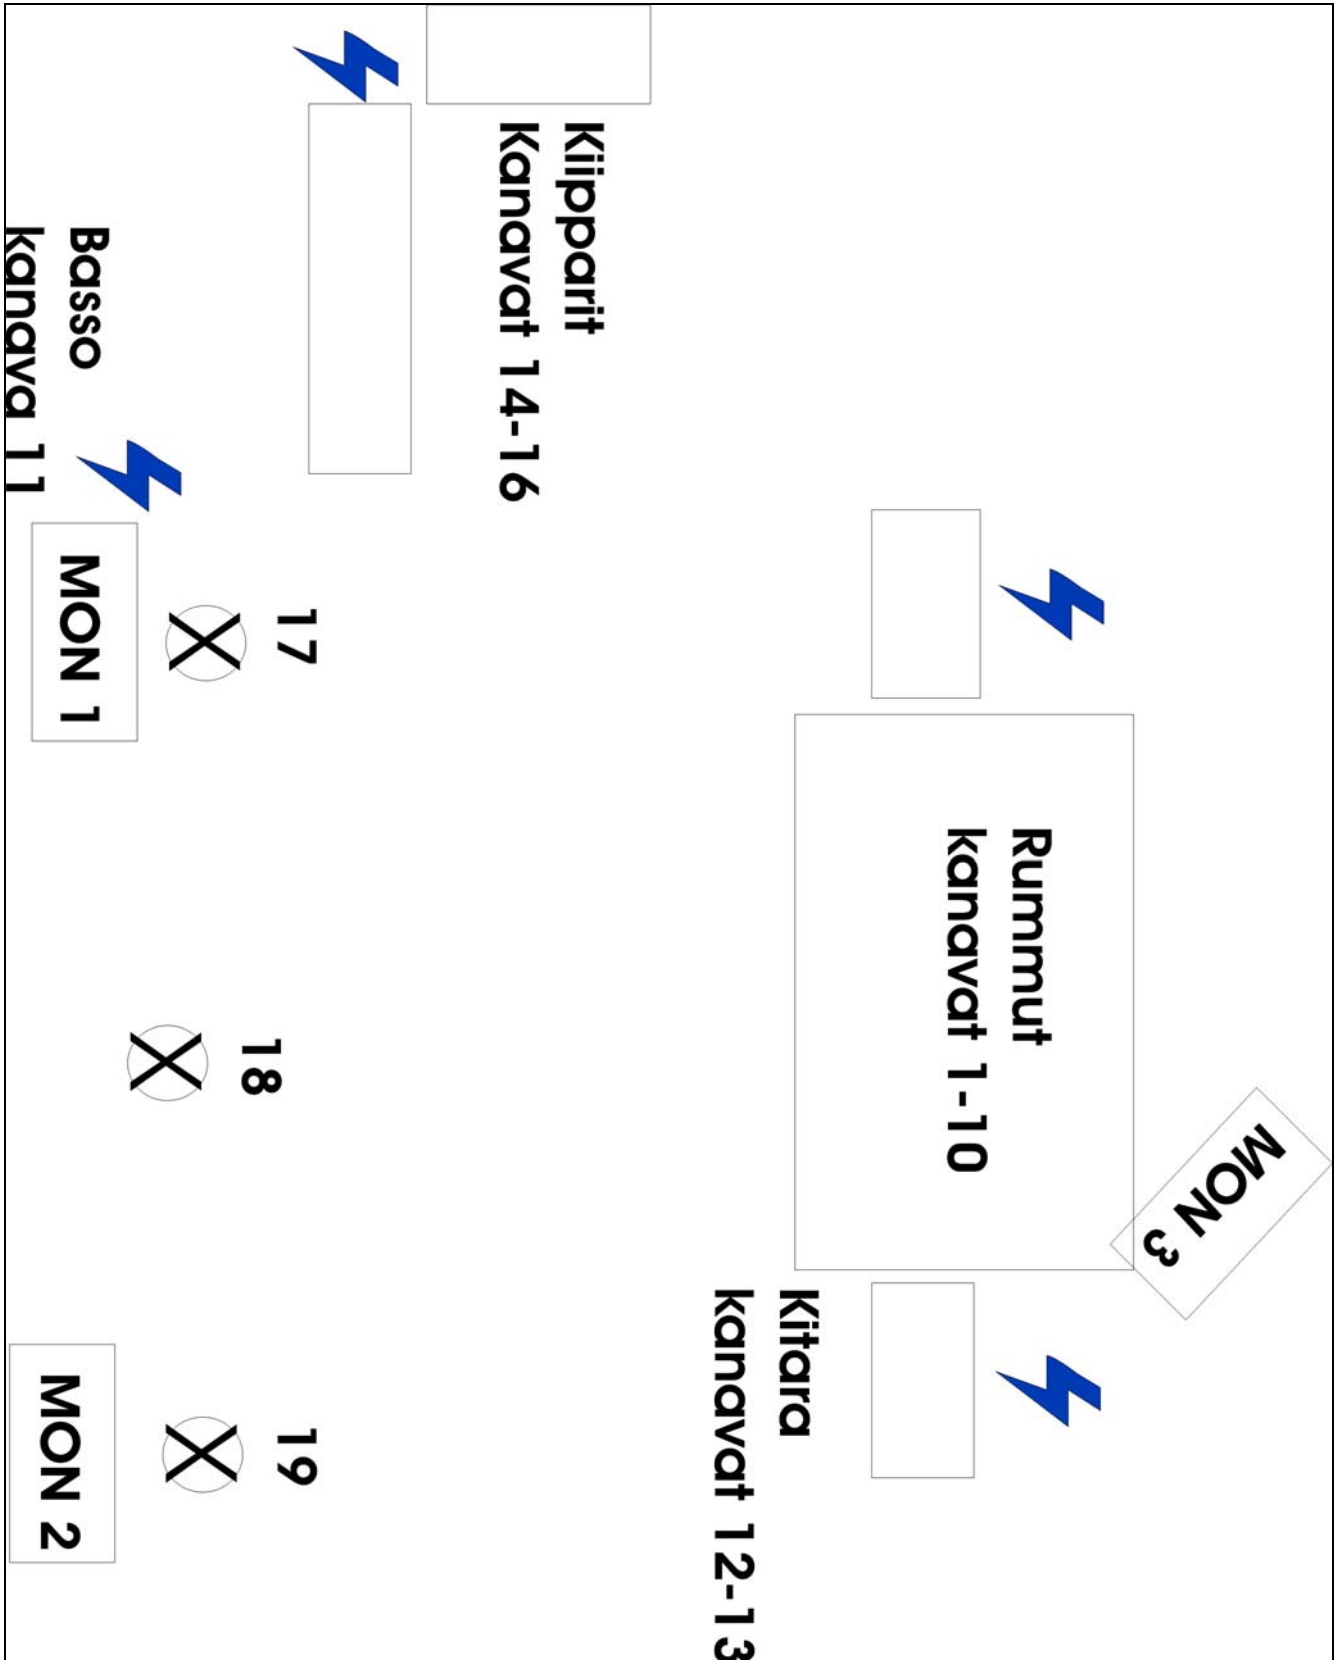 MON 3
Rummut
kanavat 1-10
Kitara
kanavat 12-13
Kiipparit
Kanavat 14-16
17
18
19
Basso
kanava 11
MON 1
MON 2